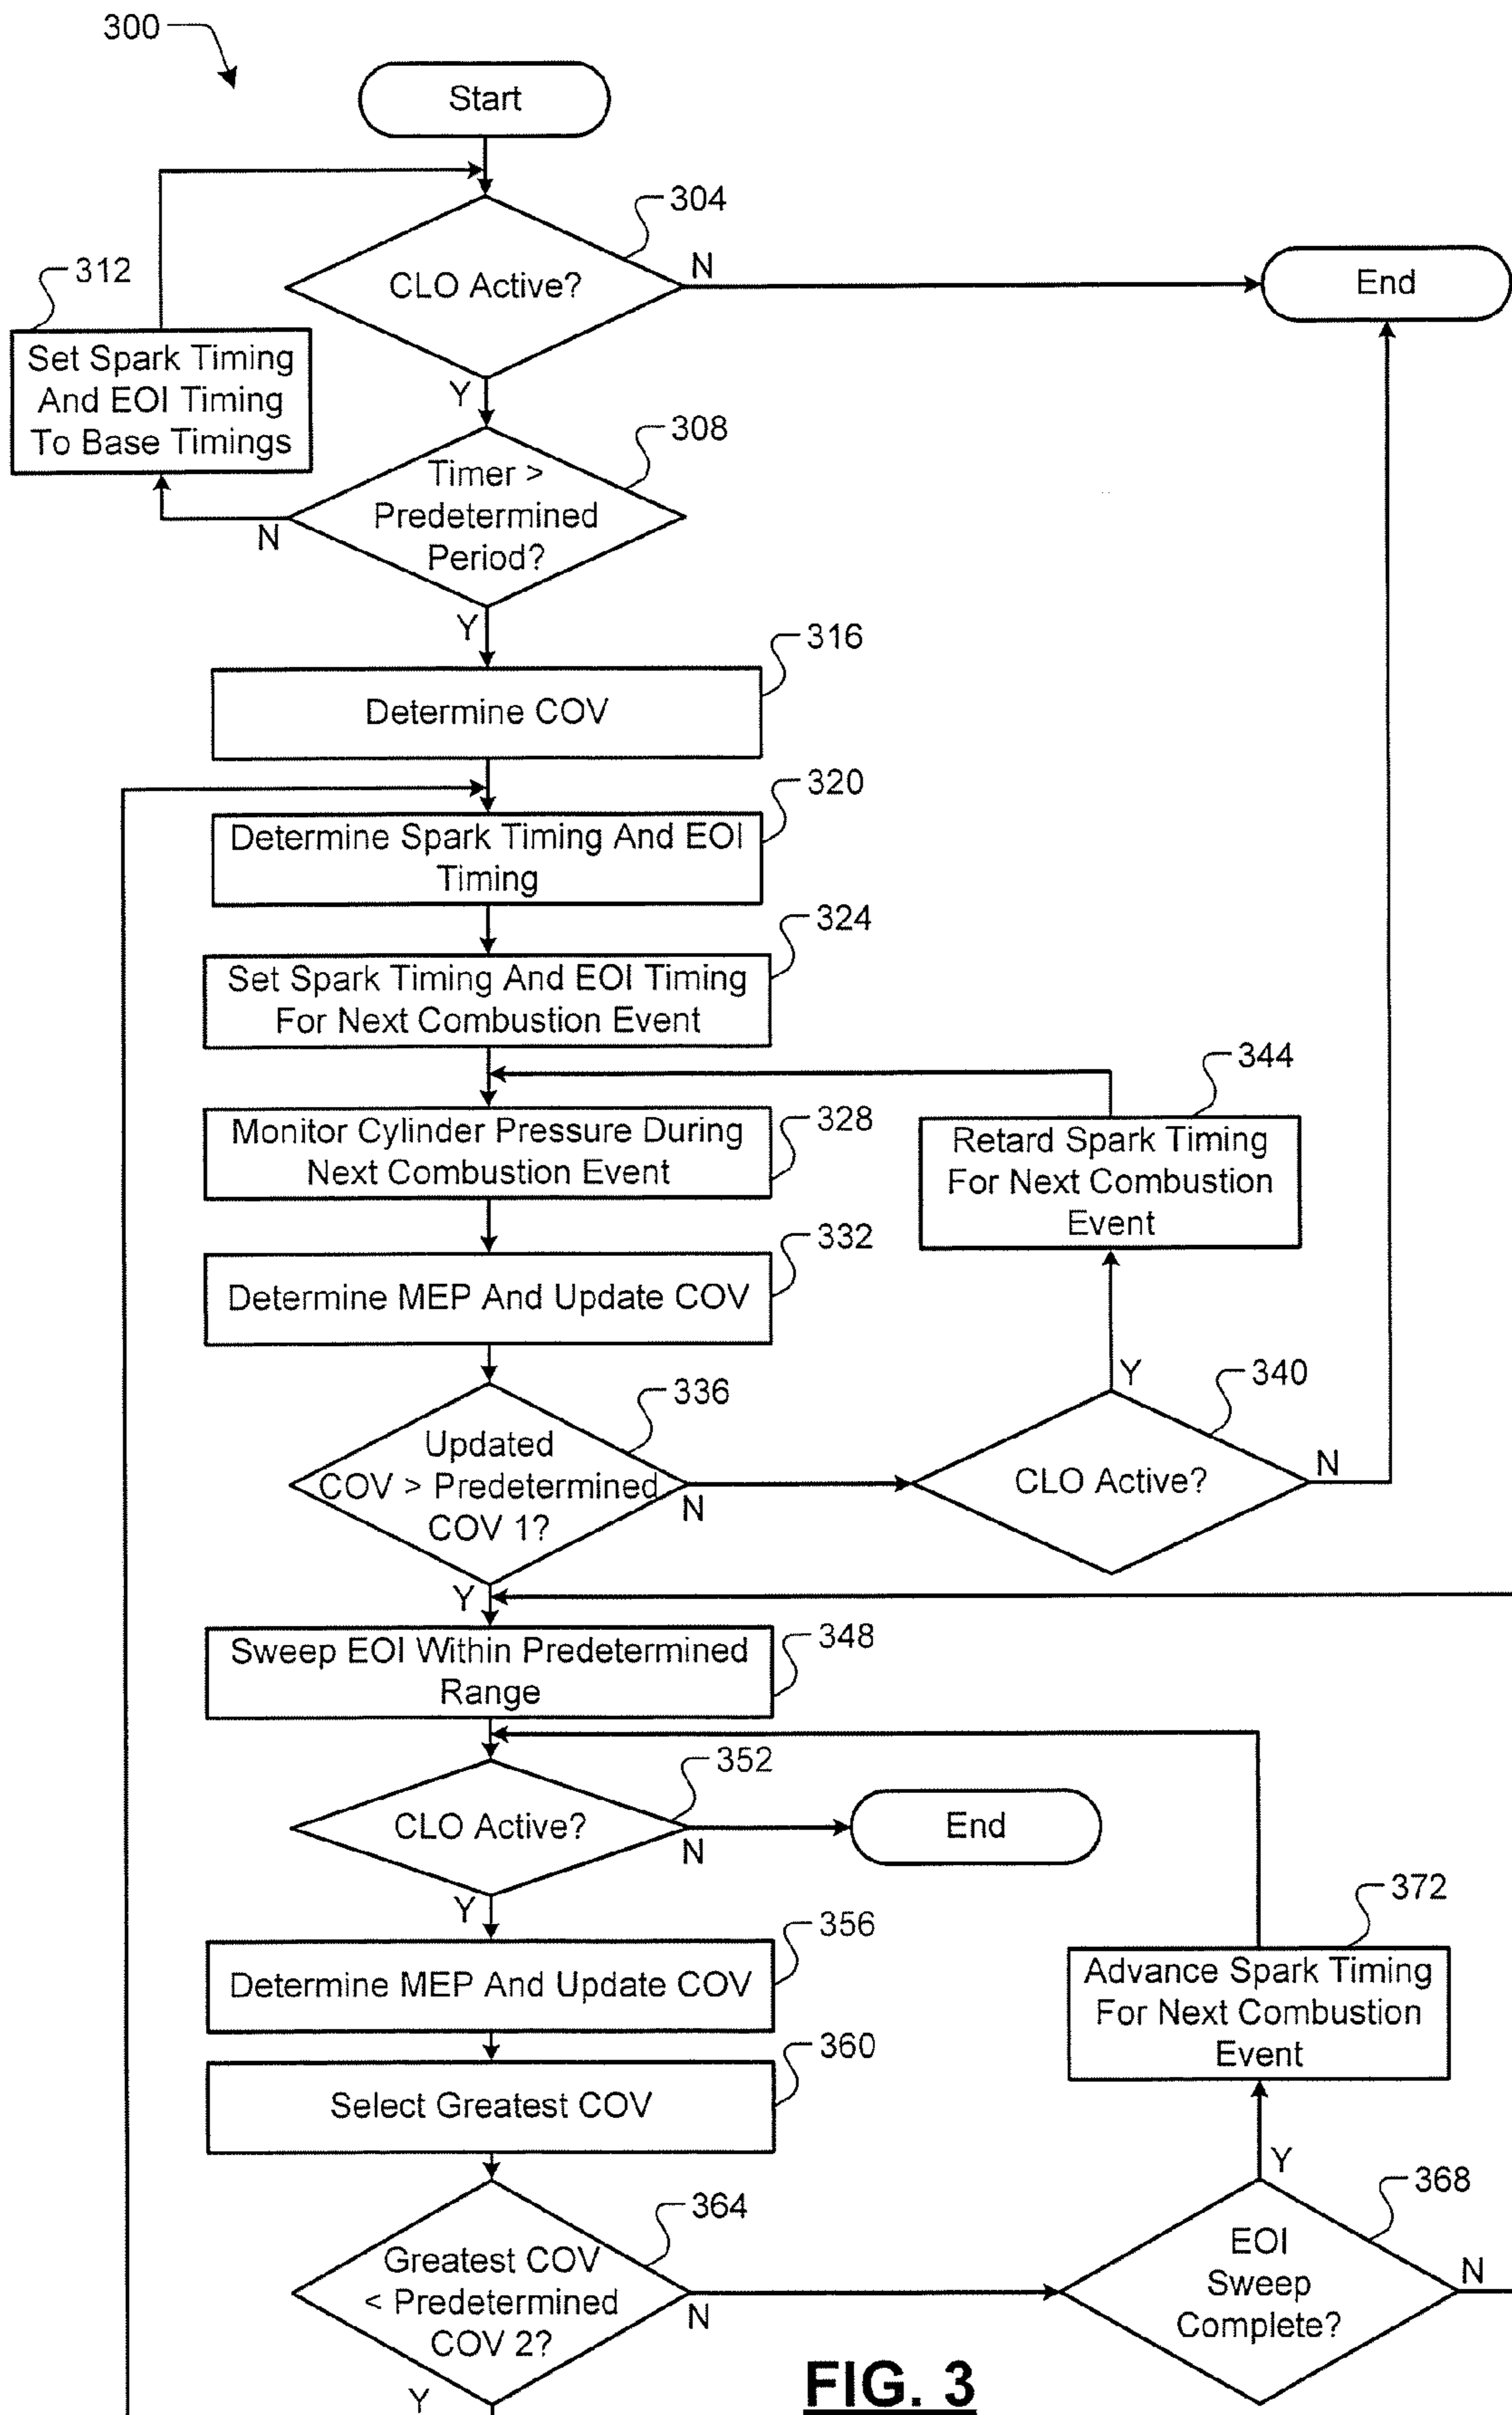 300
Start
304
CLO Active?
N
End
312
Set Spark Timing
And EOI Timing
To Base Timings
Y
308
Timer >
Predetermined
Period?
N
Y
316
Determine COV
320
Determine Spark Timing And EOI
Timing
324
Set Spark Timing And EOI Timing
For Next Combustion Event
344
Retard Spark Timing
For Next Combustion
Event
328
Monitor Cylinder Pressure During
Next Combustion Event
332
Determine MEP And Update COV
336
Updated
COV > Predetermined
COV 1?
N
Y
340
CLO Active?
N
Y
348
Sweep EOI Within Predetermined
Range
352
CLO Active?
N
End
Y
356
Determine MEP And Update COV
372
Advance Spark Timing
For Next Combustion
Event
360
Select Greatest COV
364
Greatest COV
< Predetermined
COV 2?
N
Y
368
EOI
Sweep
Complete?
N
Y
FIG. 3